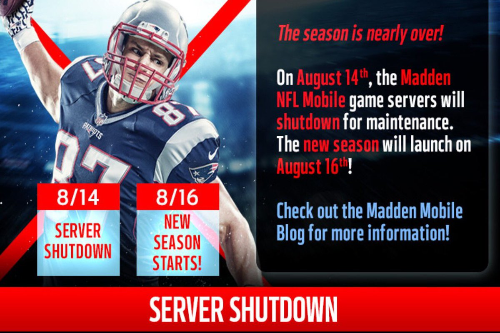 The season is nearly over!
On August 14th, the Madden
NFL Mobile game servers will
shutdown for maintenance.
The new season will launch on
August 16th!
Check out the Madden Mobile
Blog for more information!
PATRIOTS
87
8/14
SERVER
SHUTDOWN
8/16
NEW
SEASON
STARTS!
SERVER SHUTDOWN